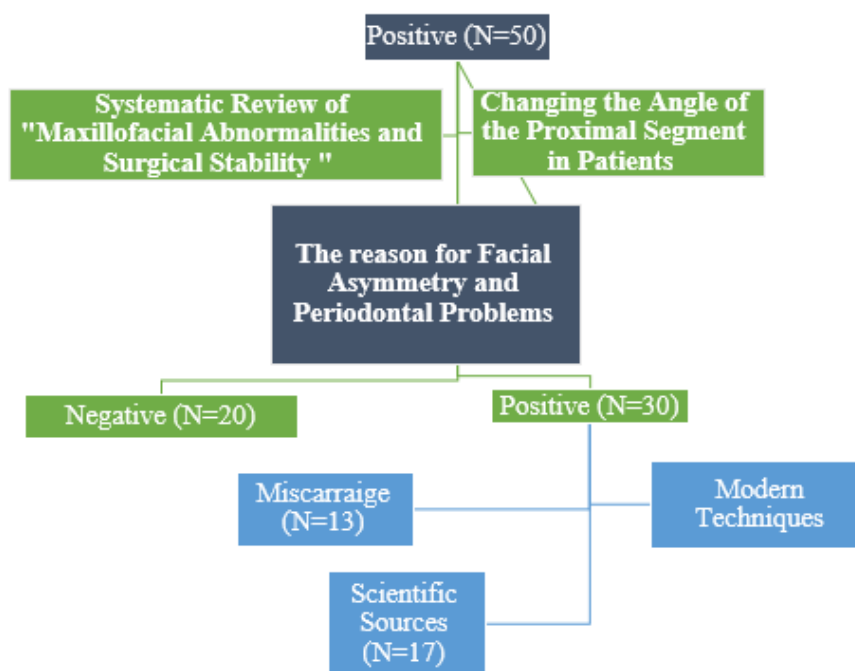 Positive (N=50)
Systematic Review of
"Maxillofacial Abnormalities and
Surgical Stability "
Changing the Angle of
the Proximal Segment
in Patients
The reason for Facial
Asymmetry and
Periodontal Problems
Negative (N=20)
Positive (N=30)
Miscarraige
(N=13)
Modern
Techniques
Scientific
Sources
(N=17)